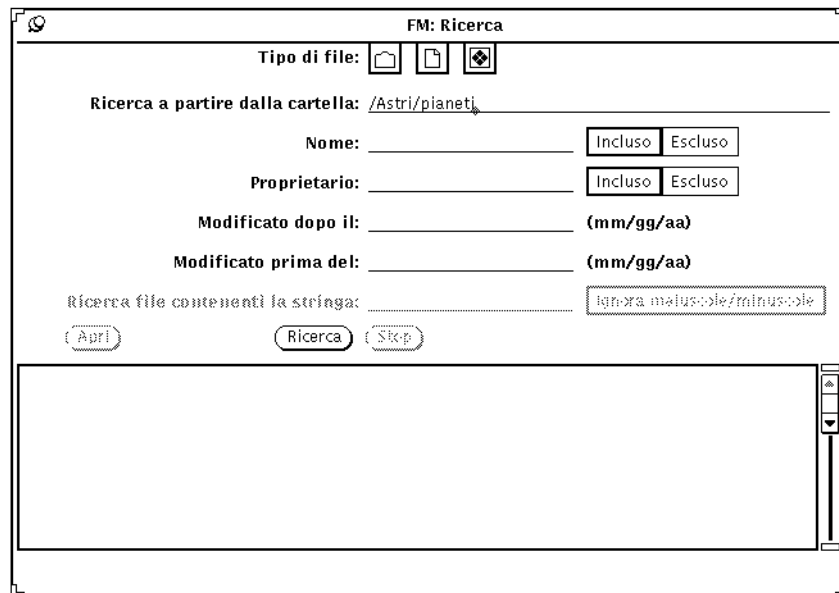 FM: Ricerca
Tipo di file:
Ricerca a partire dalla cartella: /Astri/pianeti
Nome: Incluso Escluso
Proprietario: Incluso Escluso
Modificato dopo il: (mm/gg/aa)
Modificato prima del: (mm/gg/aa)
Ricerca file contenenti la stringa: Ignora maiuscole/minuscole
Apri Ricerca Stop